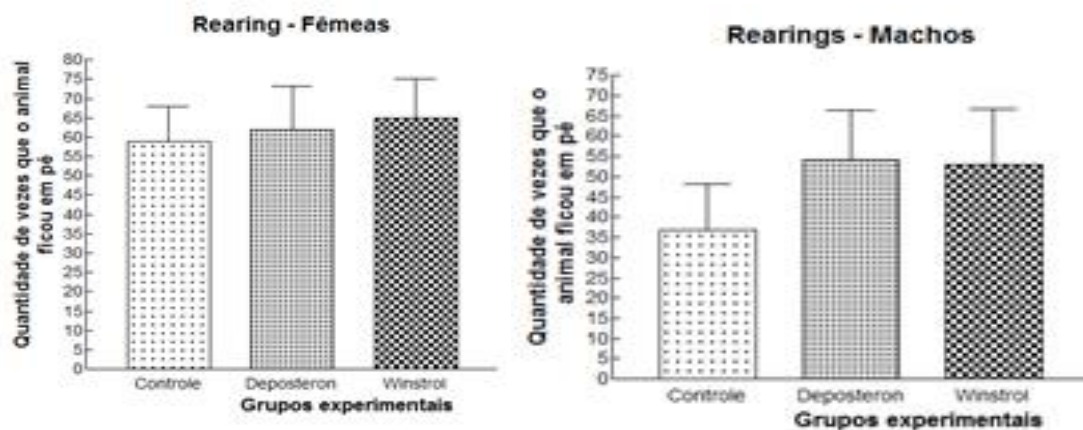 Rearing - Fêmeas
Quantidade de vezes que o animal
ficou em pé
80
75
70
65
60
55
50
45
40
35
30
25
20
15
10
5
0
Controle
Deposteron
Winstrol
Grupos experimentais
Rearings - Machos
Quantidade de vezes que o
animal ficou em pé
75
70
65
60
55
50
45
40
35
30
25
20
15
10
5
0
Controle
Deposteron
Winstrol
Grupos experimentais